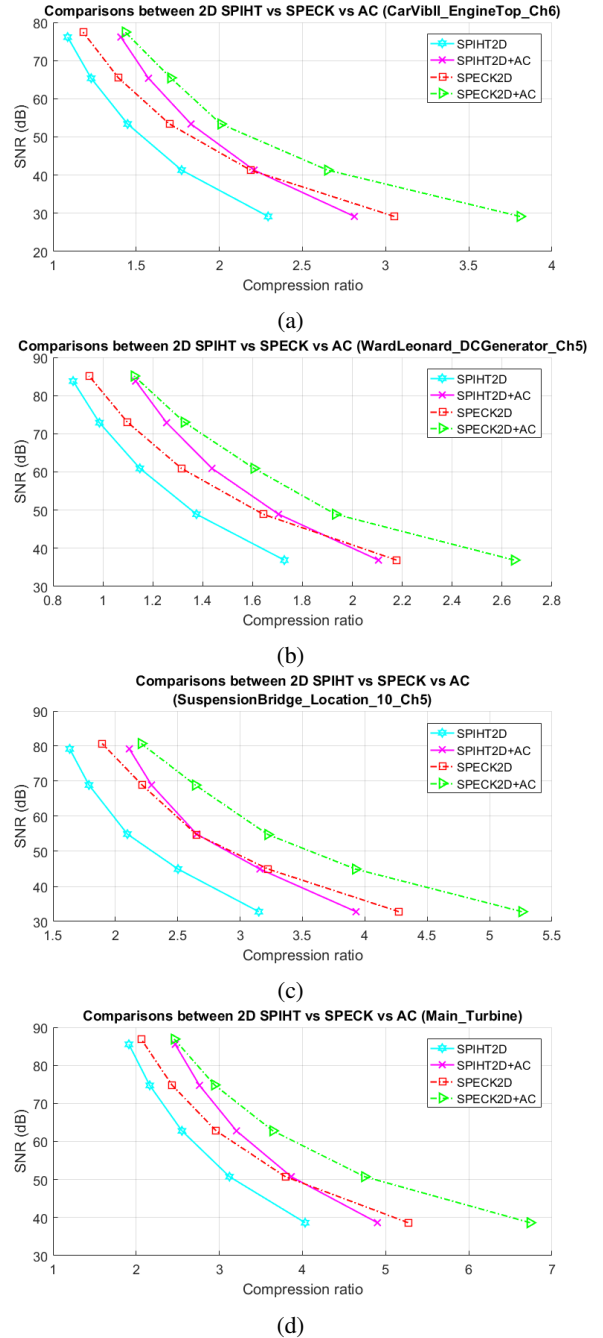 Comparisons between 2D SPIHT vs SPECK vs AC (CarVibII_EngineTop_Ch6)
80
70
60
50
40
30
20
SNR (dB)
SPIHT2D
SPIHT2D+AC
SPECK2D
SPECK2D+AC
1 1.5 2 2.5 3 3.5 4
Compression ratio
(a)
Comparisons between 2D SPIHT vs SPECK vs AC (WardLeonard_DCGenerator_Ch5)
90
80
70
60
50
40
30
SNR (dB)
SPIHT2D
SPIHT2D+AC
SPECK2D
SPECK2D+AC
0.8 1 1.2 1.4 1.6 1.8 2 2.2 2.4 2.6 2.8
Compression ratio
(b)
Comparisons between 2D SPIHT vs SPECK vs AC
(SuspensionBridge_Location_10_Ch5)
90
80
70
60
50
40
30
SNR (dB)
SPIHT2D
SPIHT2D+AC
SPECK2D
SPECK2D+AC
1.5 2 2.5 3 3.5 4 4.5 5 5.5
Compression ratio
(c)
Comparisons between 2D SPIHT vs SPECK vs AC (Main_Turbine)
90
80
70
60
50
40
30
SNR (dB)
SPIHT2D
SPIHT2D+AC
SPECK2D
SPECK2D+AC
1 2 3 4 5 6 7
Compression ratio
(d)